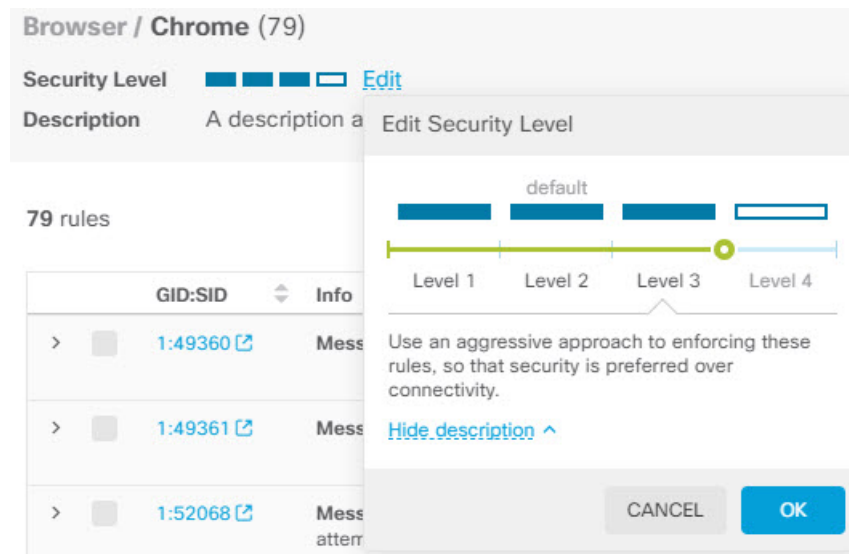 Browser / Chrome (79)
Security Level Edit
Description A description a
Edit Security Level
default
Level 1 Level 2 Level 3 Level 4
Use an aggressive approach to enforcing these
rules, so that security is preferred over
connectivity.
Hide description
CANCEL OK
79 rules
GID:SID Info
1:49360 Mess
1:49361 Mess
1:52068 Mess